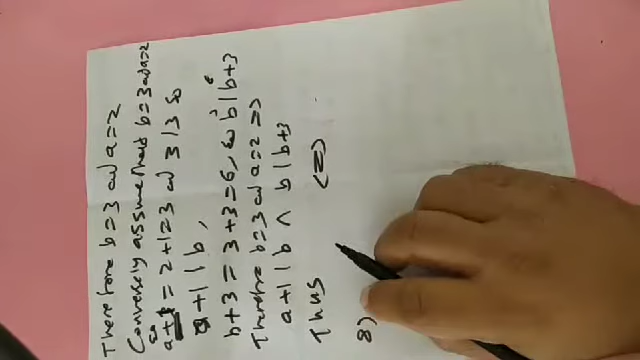 Therefore b=3 and a=2
Conversely assume that b=3 and a=2
so
a+1=2+1=3 and 3|3 so
a+1|b,
b+3=3+3=6, so b|b+3
Therefore b=3 and a=2 =>
a+1|b ∧ b|b+3
Thus (=)
8)